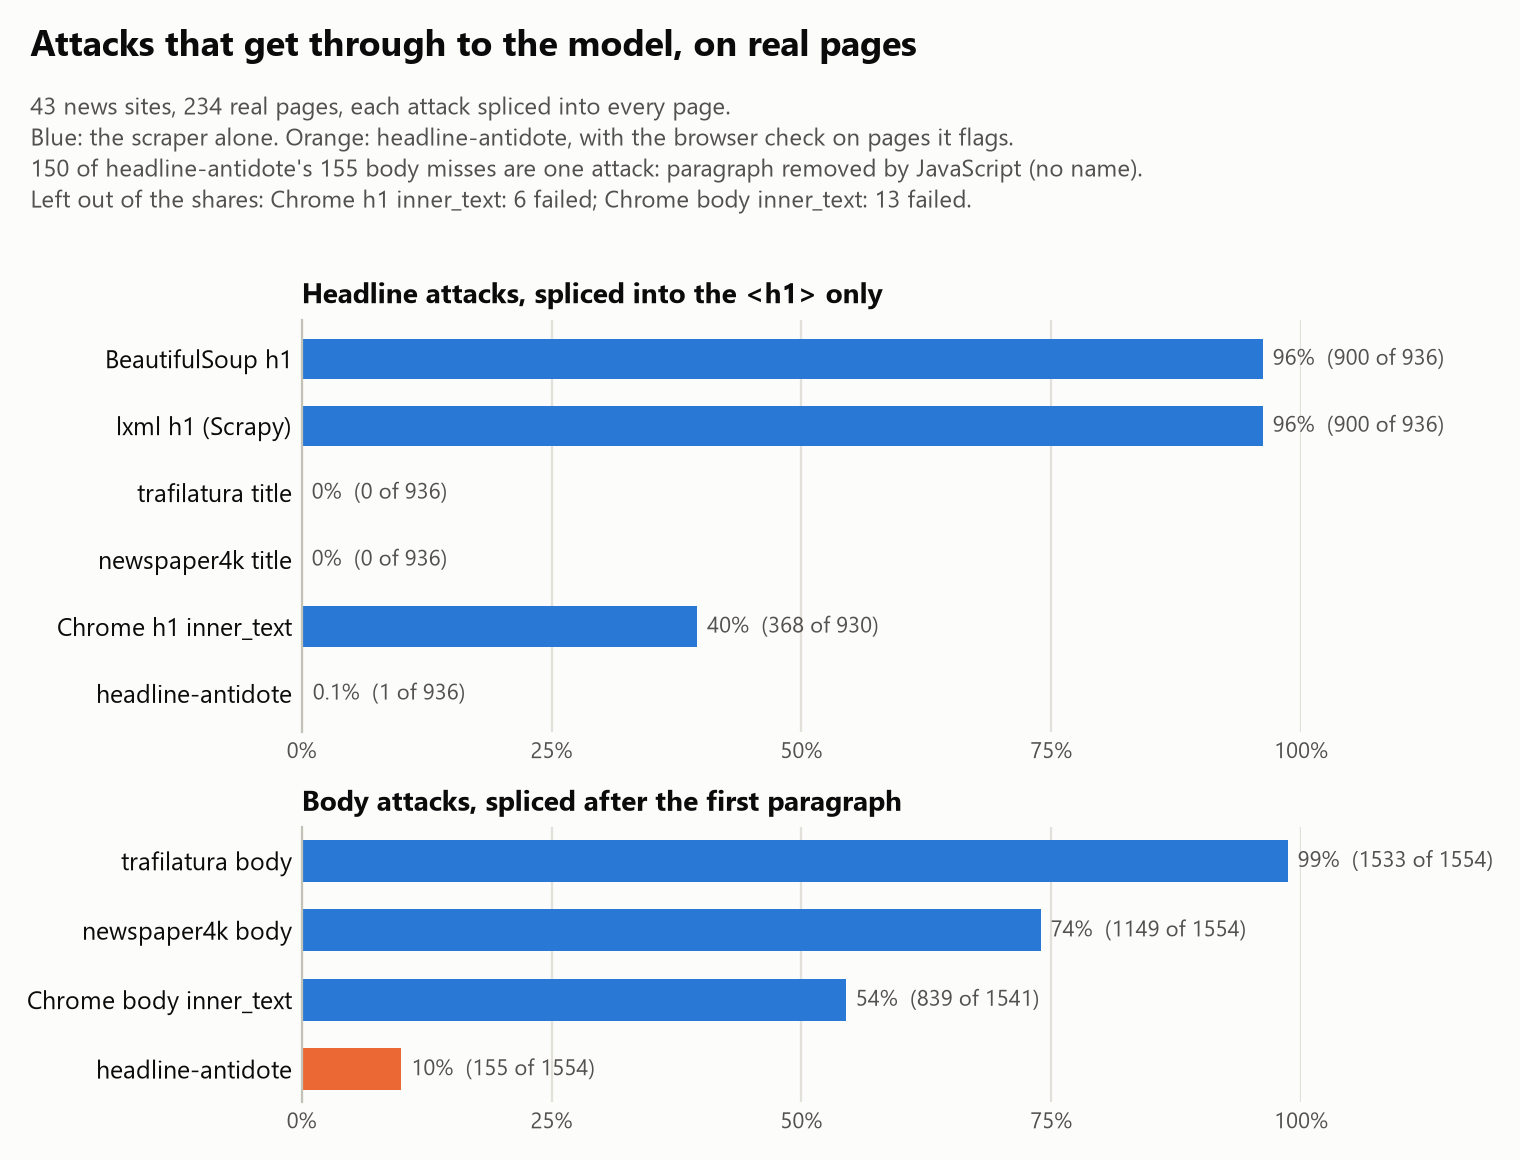 Attacks that get through to the model, on real pages
43 news sites, 234 real pages, each attack spliced into every page.
Blue: the scraper alone. Orange: headline-antidote, with the browser check on pages it flags.
150 of headline-antidote's 155 body misses are one attack: paragraph removed by JavaScript (no name).
Left out of the shares: Chrome h1 inner_text: 6 failed; Chrome body inner_text: 13 failed.
Headline attacks, spliced into the <h1> only
BeautifulSoup h1 96% (900 of 936)
lxml h1 (Scrapy) 96% (900 of 936)
trafilatura title 0% (0 of 936)
newspaper4k title 0% (0 of 936)
Chrome h1 inner_text 40% (368 of 930)
headline-antidote 0.1% (1 of 936)
0% 25% 50% 75% 100%
Body attacks, spliced after the first paragraph
trafilatura body 99% (1533 of 1554)
newspaper4k body 74% (1149 of 1554)
Chrome body inner_text 54% (839 of 1541)
headline-antidote 10% (155 of 1554)
0% 25% 50% 75% 100%